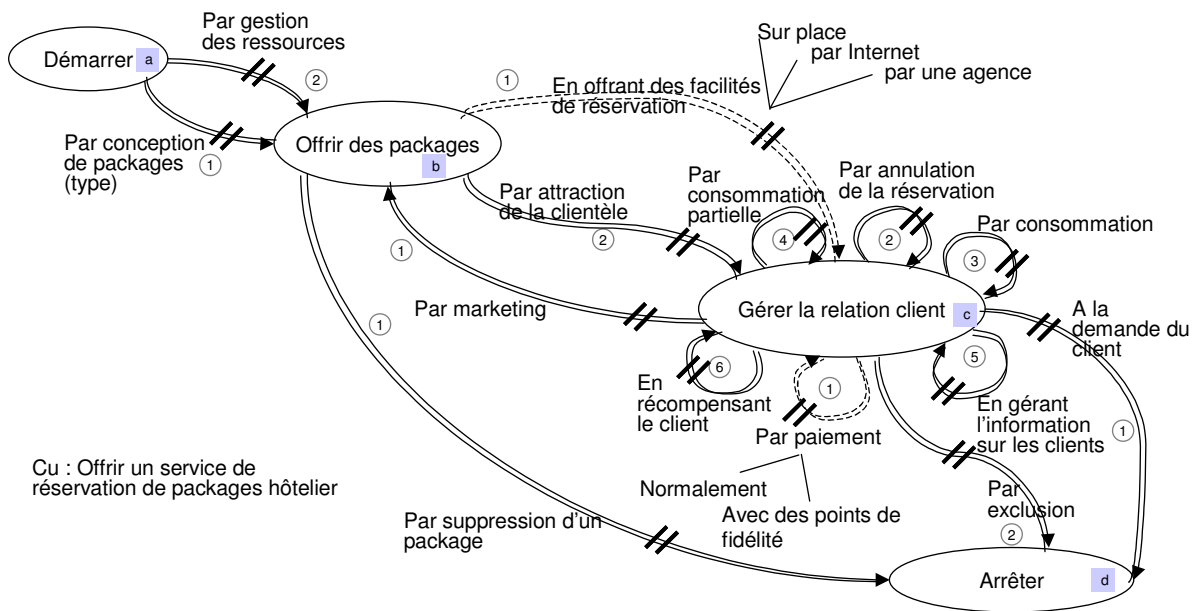 Par gestion
des ressources
Démarrer
a
2
Par conception
de packages
(type)
1
1
En offrant des facilités
de réservation
Sur place
par Internet
par une agence
Offrir des packages
b
Par attraction
de la clientèle
2
Par
consommation
partielle
4
Par annulation
de la réservation
2
Par consommation
3
1
Par marketing
Gérer la relation client
c
A la
demande du
client
1
1
6
En
récompensant
le client
1
Par paiement
Normalement
Avec des points de
fidélité
5
En gérant
l’information
sur les clients
Par
exclusion
2
Cu : Offrir un service de
réservation de packages hôtelier
Par suppression d’un
package
Arrêter
d